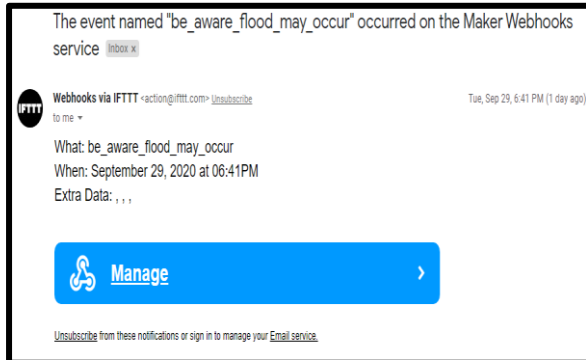 The event named "be_aware_flood_may_occur" occurred on the Maker Webhooks
service Inbox x
IFTTT
Webhooks via IFTTT <action@ifttt.com> Unsubscribe
Tue, Sep 29, 6:41 PM (1 day ago)
to me
What: be_aware_flood_may_occur
When: September 29, 2020 at 06:41PM
Extra Data: , , ,
Manage
Unsubscribe from these notifications or sign in to manage your Email service.